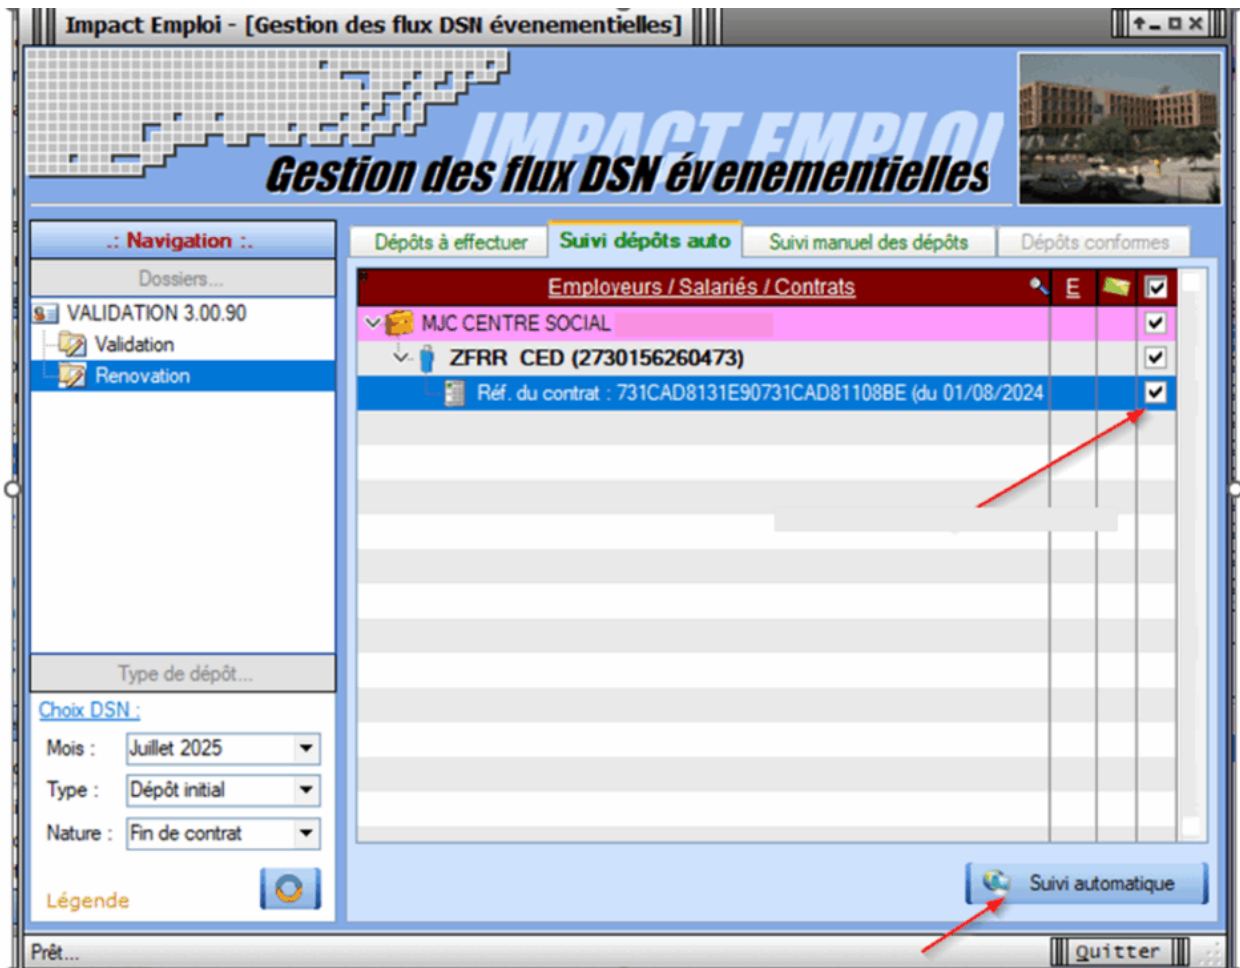 Impact Emploi - [Gestion des flux DSN évenementielles]
IMPACT EMPLOI
Gestion des flux DSN évenementielles
.: Navigation :.
Dossiers...
VALIDATION 3.00.90
Validation
Renovation
Type de dépôt...
Choix DSN :
Mois : Juillet 2025
Type : Dépôt initial
Nature : Fin de contrat
Légende
Dépôts à effectuer Suivi dépôts auto Suivi manuel des dépôts Dépôts conformes
Employeurs / Salariés / Contrats E
MJC CENTRE SOCIAL
ZFRR CED (2730156260473)
Réf. du contrat : 731CAD8131E90731CAD81108BE (du 01/08/2024
Suivi automatique
Prêt... Quitter